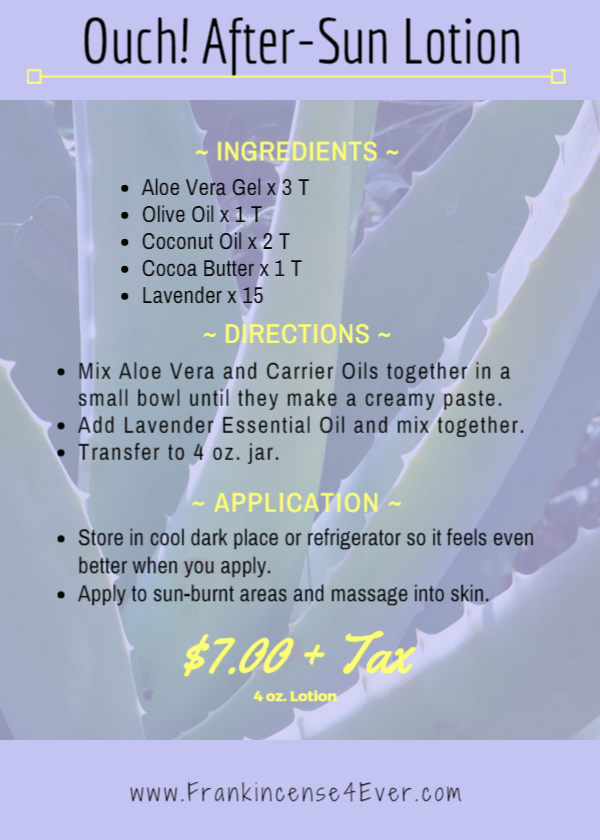 Ouch! After-Sun Lotion
~ INGREDIENTS ~
• Aloe Vera Gel x 3 T
• Olive Oil x 1 T
• Coconut Oil x 2 T
• Cocoa Butter x 1 T
• Lavender x 15
~ DIRECTIONS ~
• Mix Aloe Vera and Carrier Oils together in a
small bowl until they make a creamy paste.
• Add Lavender Essential Oil and mix together.
• Transfer to 4 oz. jar.
~ APPLICATION ~
• Store in cool dark place or refrigerator so it feels even
better when you apply.
• Apply to sun-burnt areas and massage into skin.
$7.00 + Tax
4 oz. Lotion
www.Frankincense4Ever.com